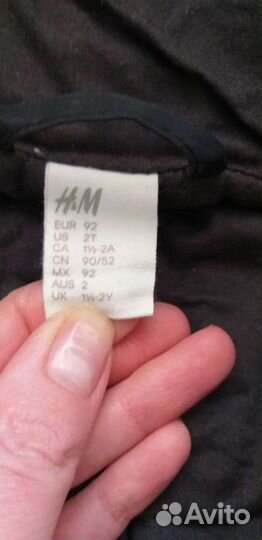 H&M
EUR 92
US 2T
CA 1½-2A
CN 90/52
MX 92
AUS 2
UK 1½-2Y
Avito